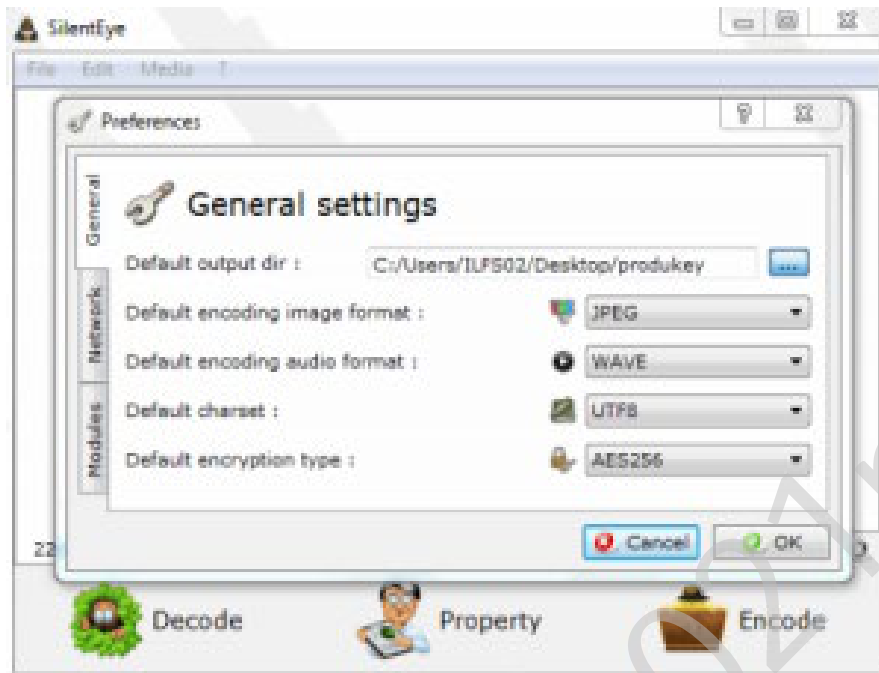 SilentEye
File Edit Media ?
Preferences
General
Network
Modules
General settings
Default output dir : C:/Users/ILFS02/Desktop/produkey
Default encoding image format : JPEG
Default encoding audio format : WAVE
Default charset : UTF8
Default encryption type : AES256
Cancel OK
22
Decode Property Encode